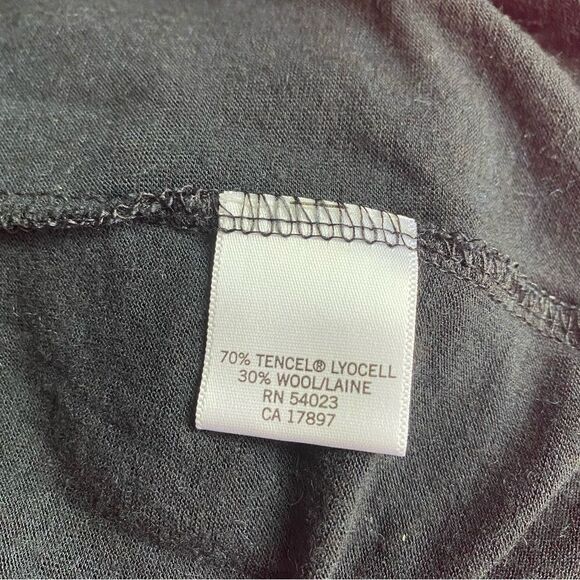 70% TENCEL® LYOCELL
30% WOOL/LAINE
RN 54023
CA 17897